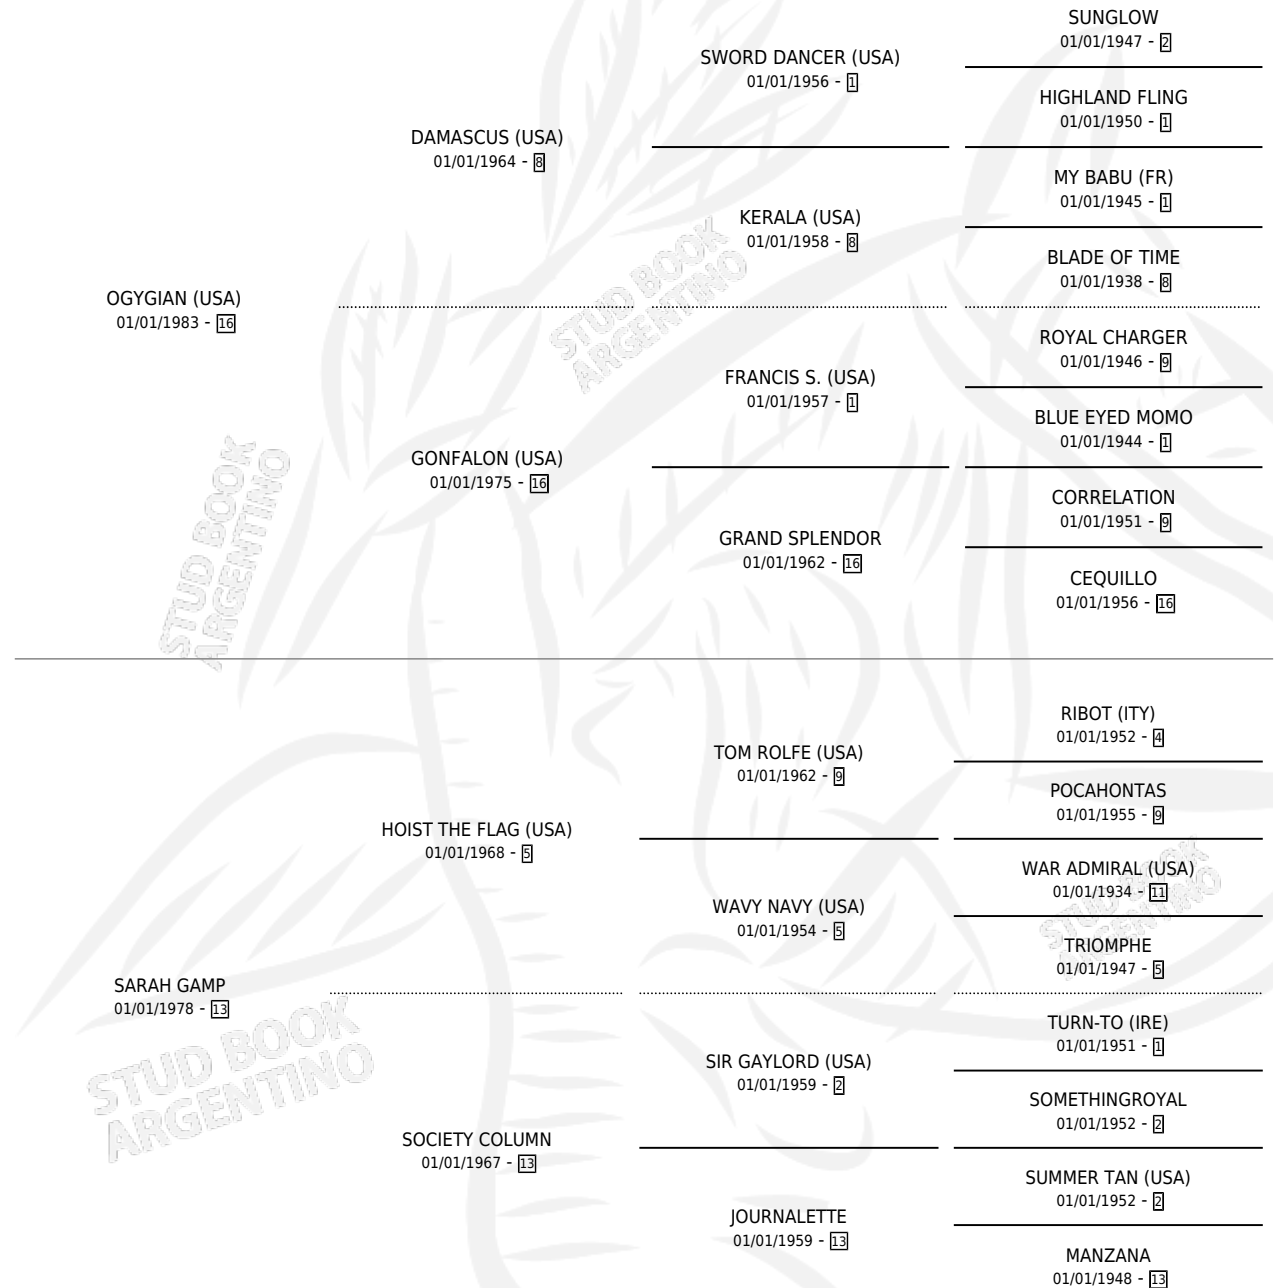 SUNGLOW
01/01/1947 - 2
SWORD DANCER (USA)
01/01/1956 - 1
HIGHLAND FLING
01/01/1950 - 1
DAMASCUS (USA)
01/01/1964 - 8
MY BABU (FR)
01/01/1945 - 1
KERALA (USA)
01/01/1958 - 8
BLADE OF TIME
01/01/1938 - 8
OGYGIAN (USA)
01/01/1983 - 16
ROYAL CHARGER
01/01/1946 - 9
FRANCIS S. (USA)
01/01/1957 - 1
BLUE EYED MOMO
01/01/1944 - 1
GONFALON (USA)
01/01/1975 - 16
CORRELATION
01/01/1951 - 9
GRAND SPLENDOR
01/01/1962 - 16
CEQUILLO
01/01/1956 - 16
RIBOT (ITY)
01/01/1952 - 4
TOM ROLFE (USA)
01/01/1962 - 9
POCAHONTAS
01/01/1955 - 9
HOIST THE FLAG (USA)
01/01/1968 - 5
WAR ADMIRAL (USA)
01/01/1934 - 11
WAVY NAVY (USA)
01/01/1954 - 5
TRIOMPHE
01/01/1947 - 5
SARAH GAMP
01/01/1978 - 13
TURN-TO (IRE)
01/01/1951 - 1
SIR GAYLORD (USA)
01/01/1959 - 2
SOMETHINGROYAL
01/01/1952 - 2
SOCIETY COLUMN
01/01/1967 - 13
SUMMER TAN (USA)
01/01/1952 - 2
JOURNALETTE
01/01/1959 - 13
MANZANA
01/01/1948 - 13
STUD BOOK
ARGENTINO
STUD BOOK
ARGENTINO
STUD BOOK
ARGENTINO
STUD BOOK
ARGENTINO